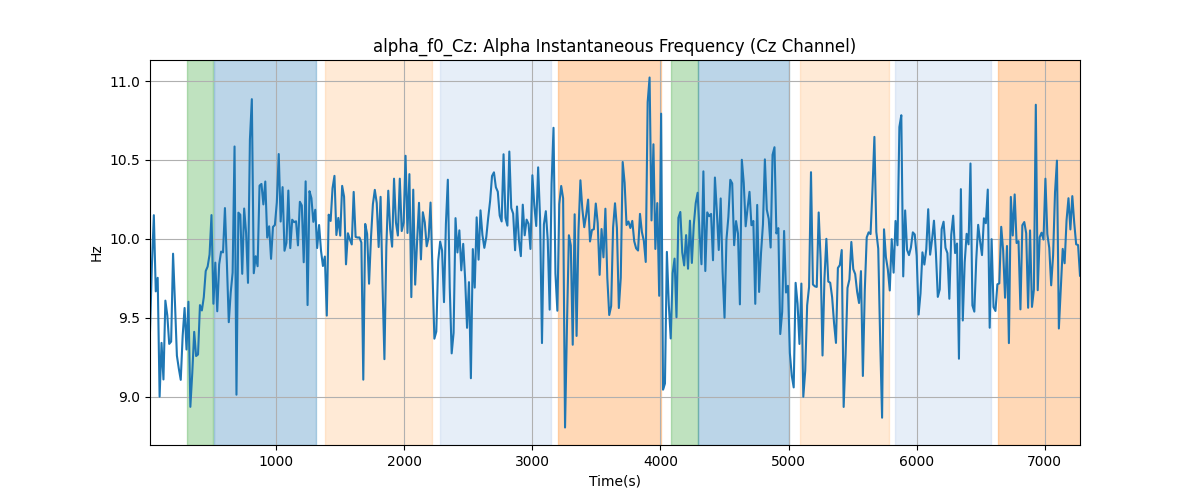 alpha_f0_Cz: Alpha Instantaneous Frequency (Cz Channel)
11.0
10.5
10.0
9.5
9.0
Hz
1000 2000 3000 4000 5000 6000 7000
Time(s)